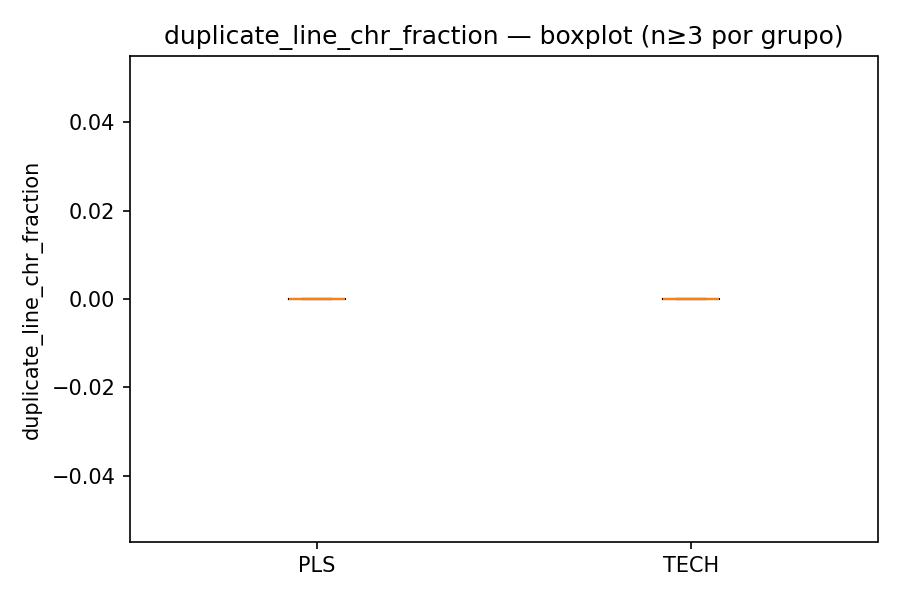 duplicate_line_chr_fraction — boxplot (n≥3 por grupo)
duplicate_line_chr_fraction
0.04
0.02
0.00
−0.02
−0.04
PLS
TECH